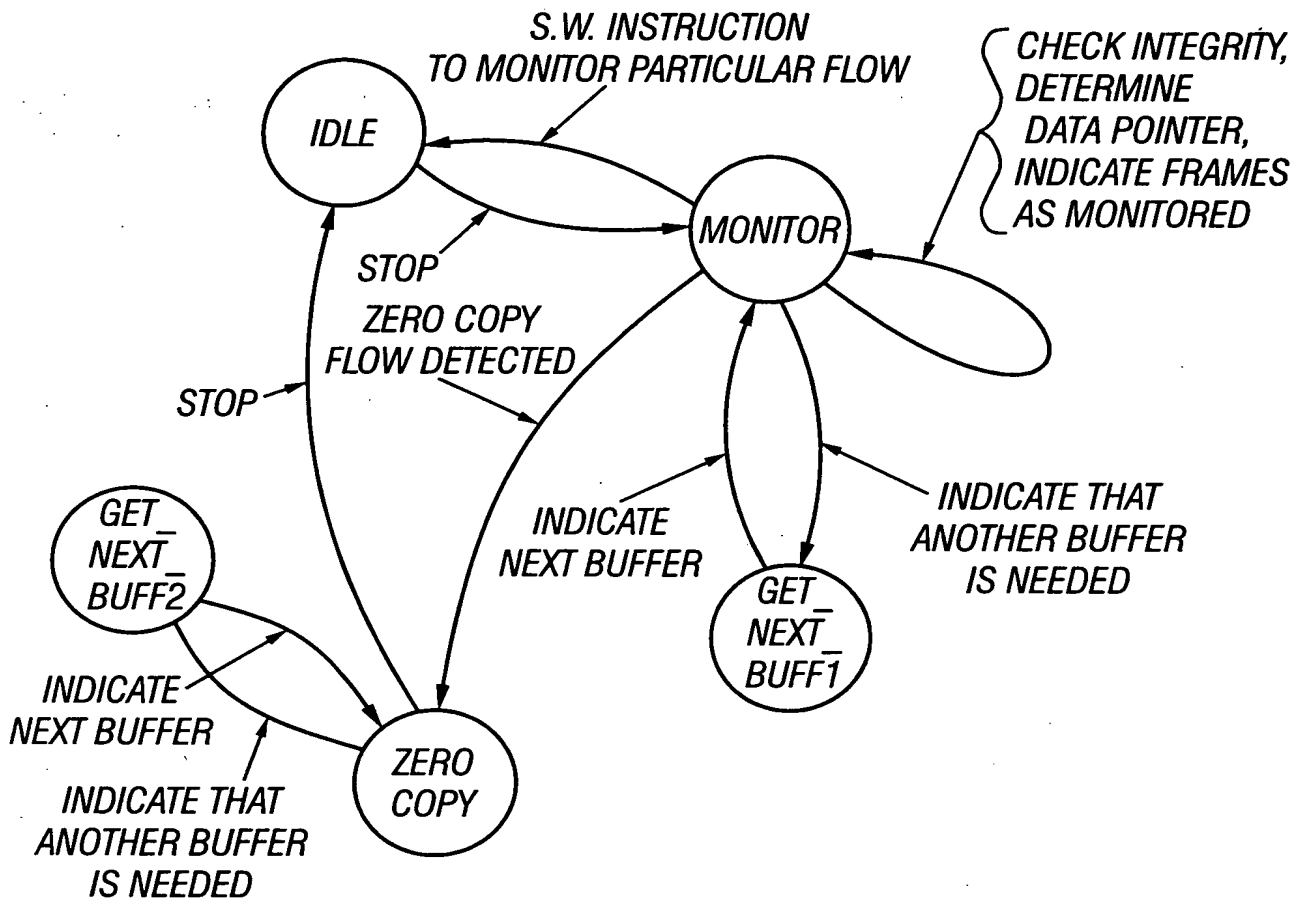 S.W. INSTRUCTION
TO MONITOR PARTICULAR FLOW
CHECK INTEGRITY,
DETERMINE
DATA POINTER,
INDICATE FRAMES
AS MONITORED
IDLE
MONITOR
STOP
ZERO COPY
FLOW DETECTED
STOP
INDICATE
NEXT BUFFER
INDICATE THAT
ANOTHER BUFFER
IS NEEDED
GET_
NEXT_
BUFF2
GET_
NEXT_
BUFF1
INDICATE
NEXT BUFFER
ZERO
COPY
INDICATE THAT
ANOTHER BUFFER
IS NEEDED